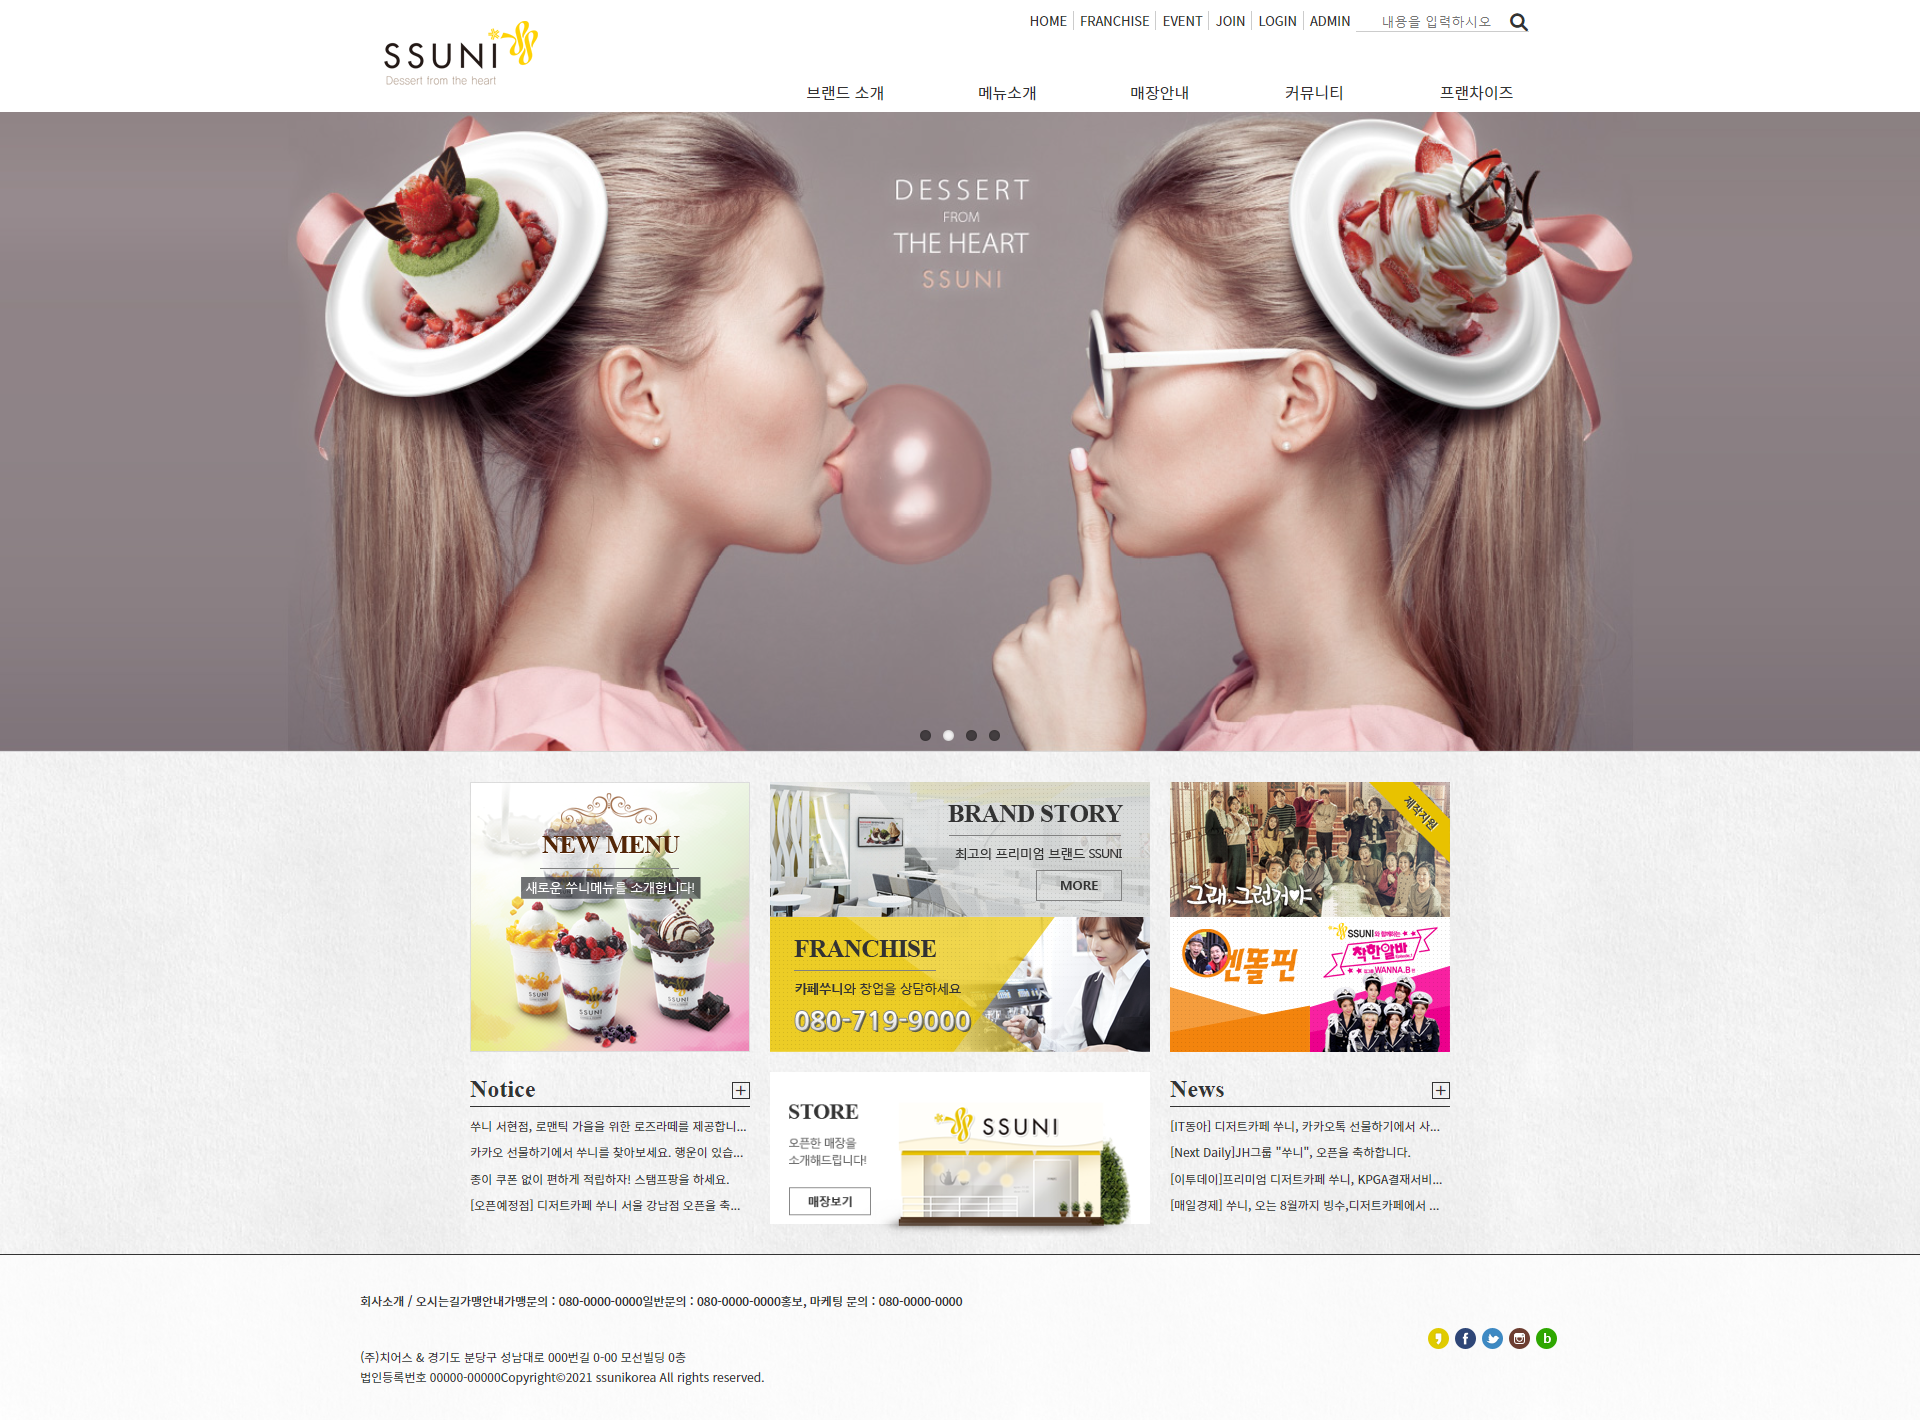 HOME FRANCHISE EVENT JOIN LOGIN ADMIN 내용을 입력하시오
SSUNI
Dessert from the heart
브랜드 소개 메뉴소개 매장안내 커뮤니티 프랜차이즈
DESSERT
FROM
THE HEART
SSUNI
NEW MENU
새로운 쑤니메뉴를 소개합니다!
SSUNI
SSUNI
SSUNI
BRAND STORY
최고의 프리미엄 브랜드 SSUNI
MORE
FRANCHISE
카페쑤니와 창업을 상담하세요
080-719-9000
제작지원
그래, 그런거야
센똘핀
SSUNI와 함께하는
착한알바
걸그룹 WANNA.B 편
Notice
쑤니 서현점, 로맨틱 가을을 위한 로즈라떼를 제공합니...
카카오 선물하기에서 쑤니를 찾아보세요. 행운이 있습...
종이 쿠폰 없이 편하게 적립하자! 스탬프팡을 하세요.
[오픈예정점] 디저트카페 쑤니 서울 강남점 오픈을 축...
STORE
오픈한 매장을
소개해드립니다!
매장보기
SSUNI
News
[IT동아] 디저트카페 쑤니, 카카오톡 선물하기에서 사...
[Next Daily]JH그룹 "쑤니", 오픈을 축하합니다.
[이투데이]프리미엄 디저트카페 쑤니, KPGA결재서비...
[매일경제] 쑤니, 오는 8월까지 빙수,디저트카페에서 ...
회사소개 / 오시는길가맹안내가맹문의 : 080-0000-0000일반문의 : 080-0000-0000홍보, 마케팅 문의 : 080-0000-0000
(주)치어스 & 경기도 분당구 성남대로 000번길 0-00 모선빌딩 0층
법인등록번호 00000-00000Copyright©2021 ssunikorea All rights reserved.